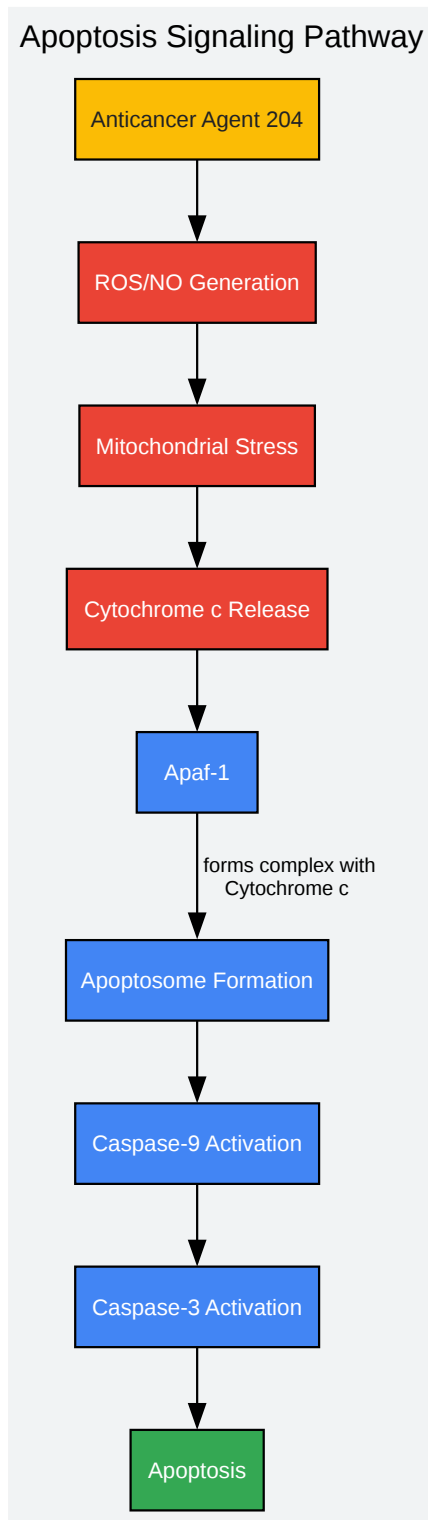 Apoptosis Signaling Pathway
Anticancer Agent 204
ROS/NO Generation
Mitochondrial Stress
Cytochrome c Release
Apaf-1
forms complex with
Cytochrome c
Apoptosome Formation
Caspase-9 Activation
Caspase-3 Activation
Apoptosis